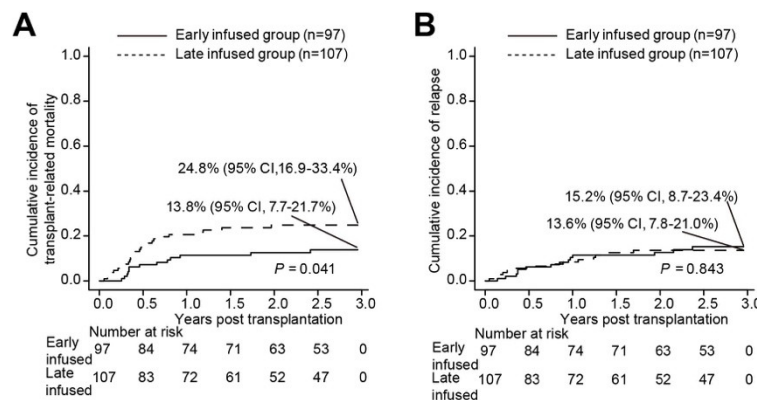 A
Early infused group (n=97)
Late infused group (n=107)
Cumulative incidence of
transplant-related mortality
1.0
0.8
0.6
0.4
0.2
0.0
24.8% (95% CI,16.9-33.4%)
13.8% (95% CI, 7.7-21.7%)
P = 0.041
0.0 0.5 1.0 1.5 2.0 2.5 3.0
Years post transplantation
Number at risk
Early infused 97 84 74 71 63 53 0
Late infused 107 83 72 61 52 47 0
B
Early infused group (n=97)
Late infused group (n=107)
Cumulative incidence of relapse
1.0
0.8
0.6
0.4
0.2
0.0
15.2% (95% CI, 8.7-23.4%)
13.6% (95% CI, 7.8-21.0%)
P = 0.843
0.0 0.5 1.0 1.5 2.0 2.5 3.0
Years post transplantation
Number at risk
Early infused 97 84 74 71 63 53 0
Late infused 107 83 72 61 52 47 0